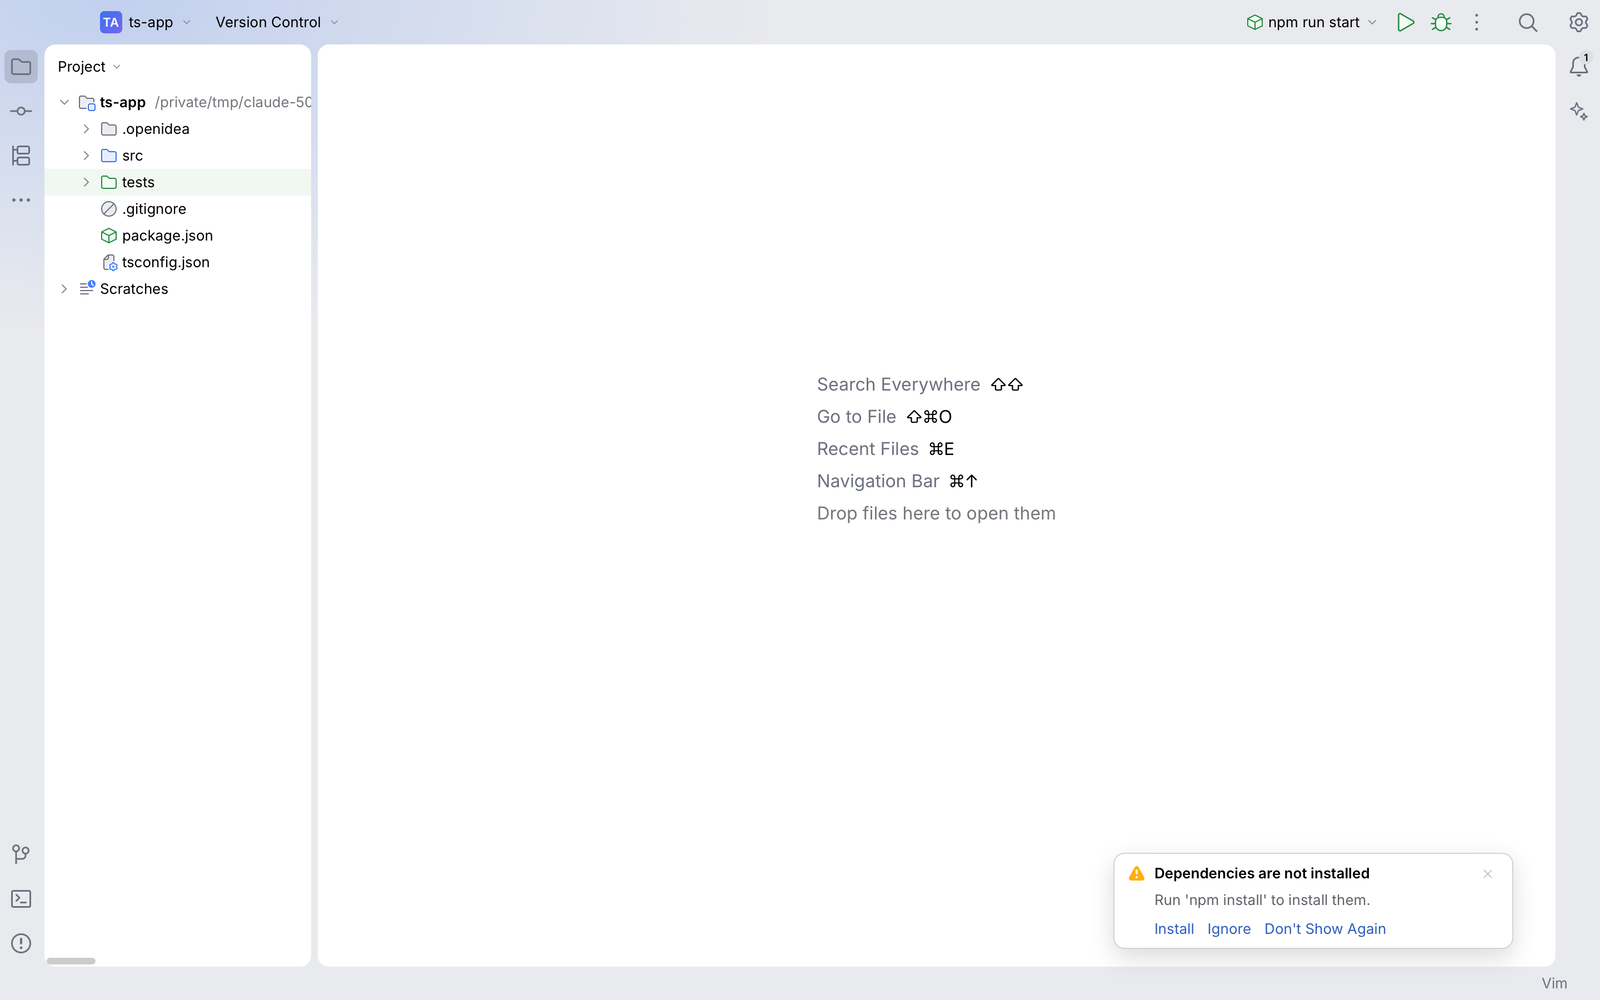 TA ts-app Version Control npm run start
Project
ts-app /private/tmp/claude-50
.openidea
src
tests
.gitignore
package.json
tsconfig.json
Scratches
1
Search Everywhere ⇧⇧
Go to File ⇧⌘O
Recent Files ⌘E
Navigation Bar ⌘↑
Drop files here to open them
Dependencies are not installed
Run 'npm install' to install them.
Install Ignore Don't Show Again
Vim